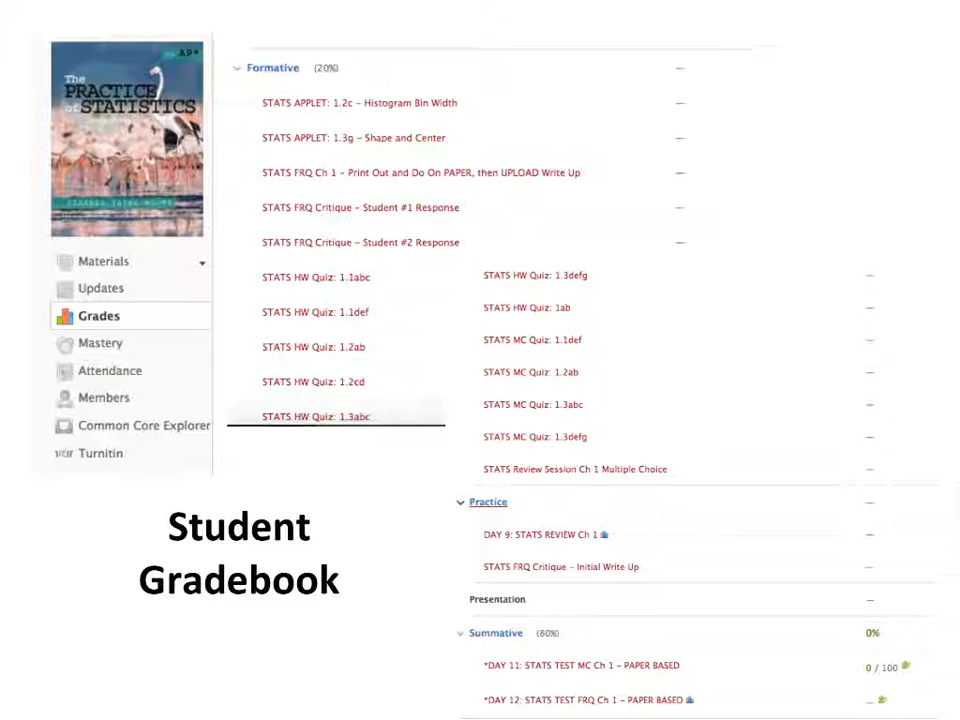 AP*
The
PRACTICE
of STATISTICS
Materials
Updates
Grades
Mastery
Attendance
Members
Common Core Explorer
Turnitin
Student
Gradebook
Formative (20%) —
STATS APPLET: 1.2c – Histogram Bin Width —
STATS APPLET: 1.3g – Shape and Center —
STATS FRQ Ch 1 – Print Out and Do On PAPER, then UPLOAD Write Up —
STATS FRQ Critique – Student #1 Response —
STATS FRQ Critique – Student #2 Response —
STATS HW Quiz: 1.1abc
STATS HW Quiz: 1.1def
STATS HW Quiz: 1.2ab
STATS HW Quiz: 1.2cd
STATS HW Quiz: 1.3abc
STATS HW Quiz: 1.3defg —
STATS HW Quiz: 1ab —
STATS MC Quiz: 1.1def —
STATS MC Quiz: 1.2ab —
STATS MC Quiz: 1.3abc —
STATS MC Quiz: 1.3defg —
STATS Review Session Ch 1 Multiple Choice —
Practice —
DAY 9: STATS REVIEW Ch 1 —
STATS FRQ Critique – Initial Write Up —
Presentation —
Summative (80%) 0%
*DAY 11: STATS TEST MC Ch 1 – PAPER BASED 0 / 100
*DAY 12: STATS TEST FRQ Ch 1 – PAPER BASED —